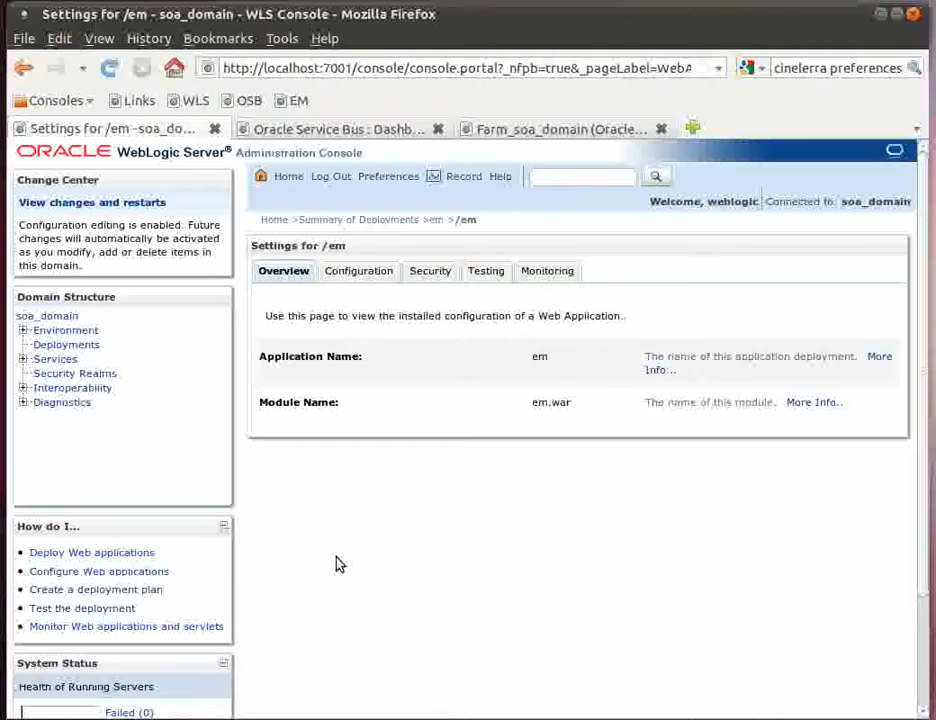 Settings for /em - soa_domain - WLS Console - Mozilla Firefox
File Edit View History Bookmarks Tools Help
http://localhost:7001/console/console.portal?_nfpb=true&_pageLabel=WebA
cinelerra preferences
Consoles Links WLS OSB EM
Settings for /em -soa_do... Oracle Service Bus : Dashb... Farm_soa_domain (Oracle...
ORACLE WebLogic Server® Administration Console
Change Center
View changes and restarts
Configuration editing is enabled. Future
changes will automatically be activated
as you modify, add or delete items in
this domain.
Domain Structure
soa_domain
Environment
Deployments
Services
Security Realms
Interoperability
Diagnostics
How do I...
Deploy Web applications
Configure Web applications
Create a deployment plan
Test the deployment
Monitor Web applications and servlets
System Status
Health of Running Servers
Failed (0)
Home Log Out Preferences Record Help
Welcome, weblogic Connected to: soa_domain
Home >Summary of Deployments >em >/em
Settings for /em
Overview Configuration Security Testing Monitoring
Use this page to view the installed configuration of a Web Application..
Application Name: em The name of this application deployment. More
Info...
Module Name: em.war The name of this module. More Info..